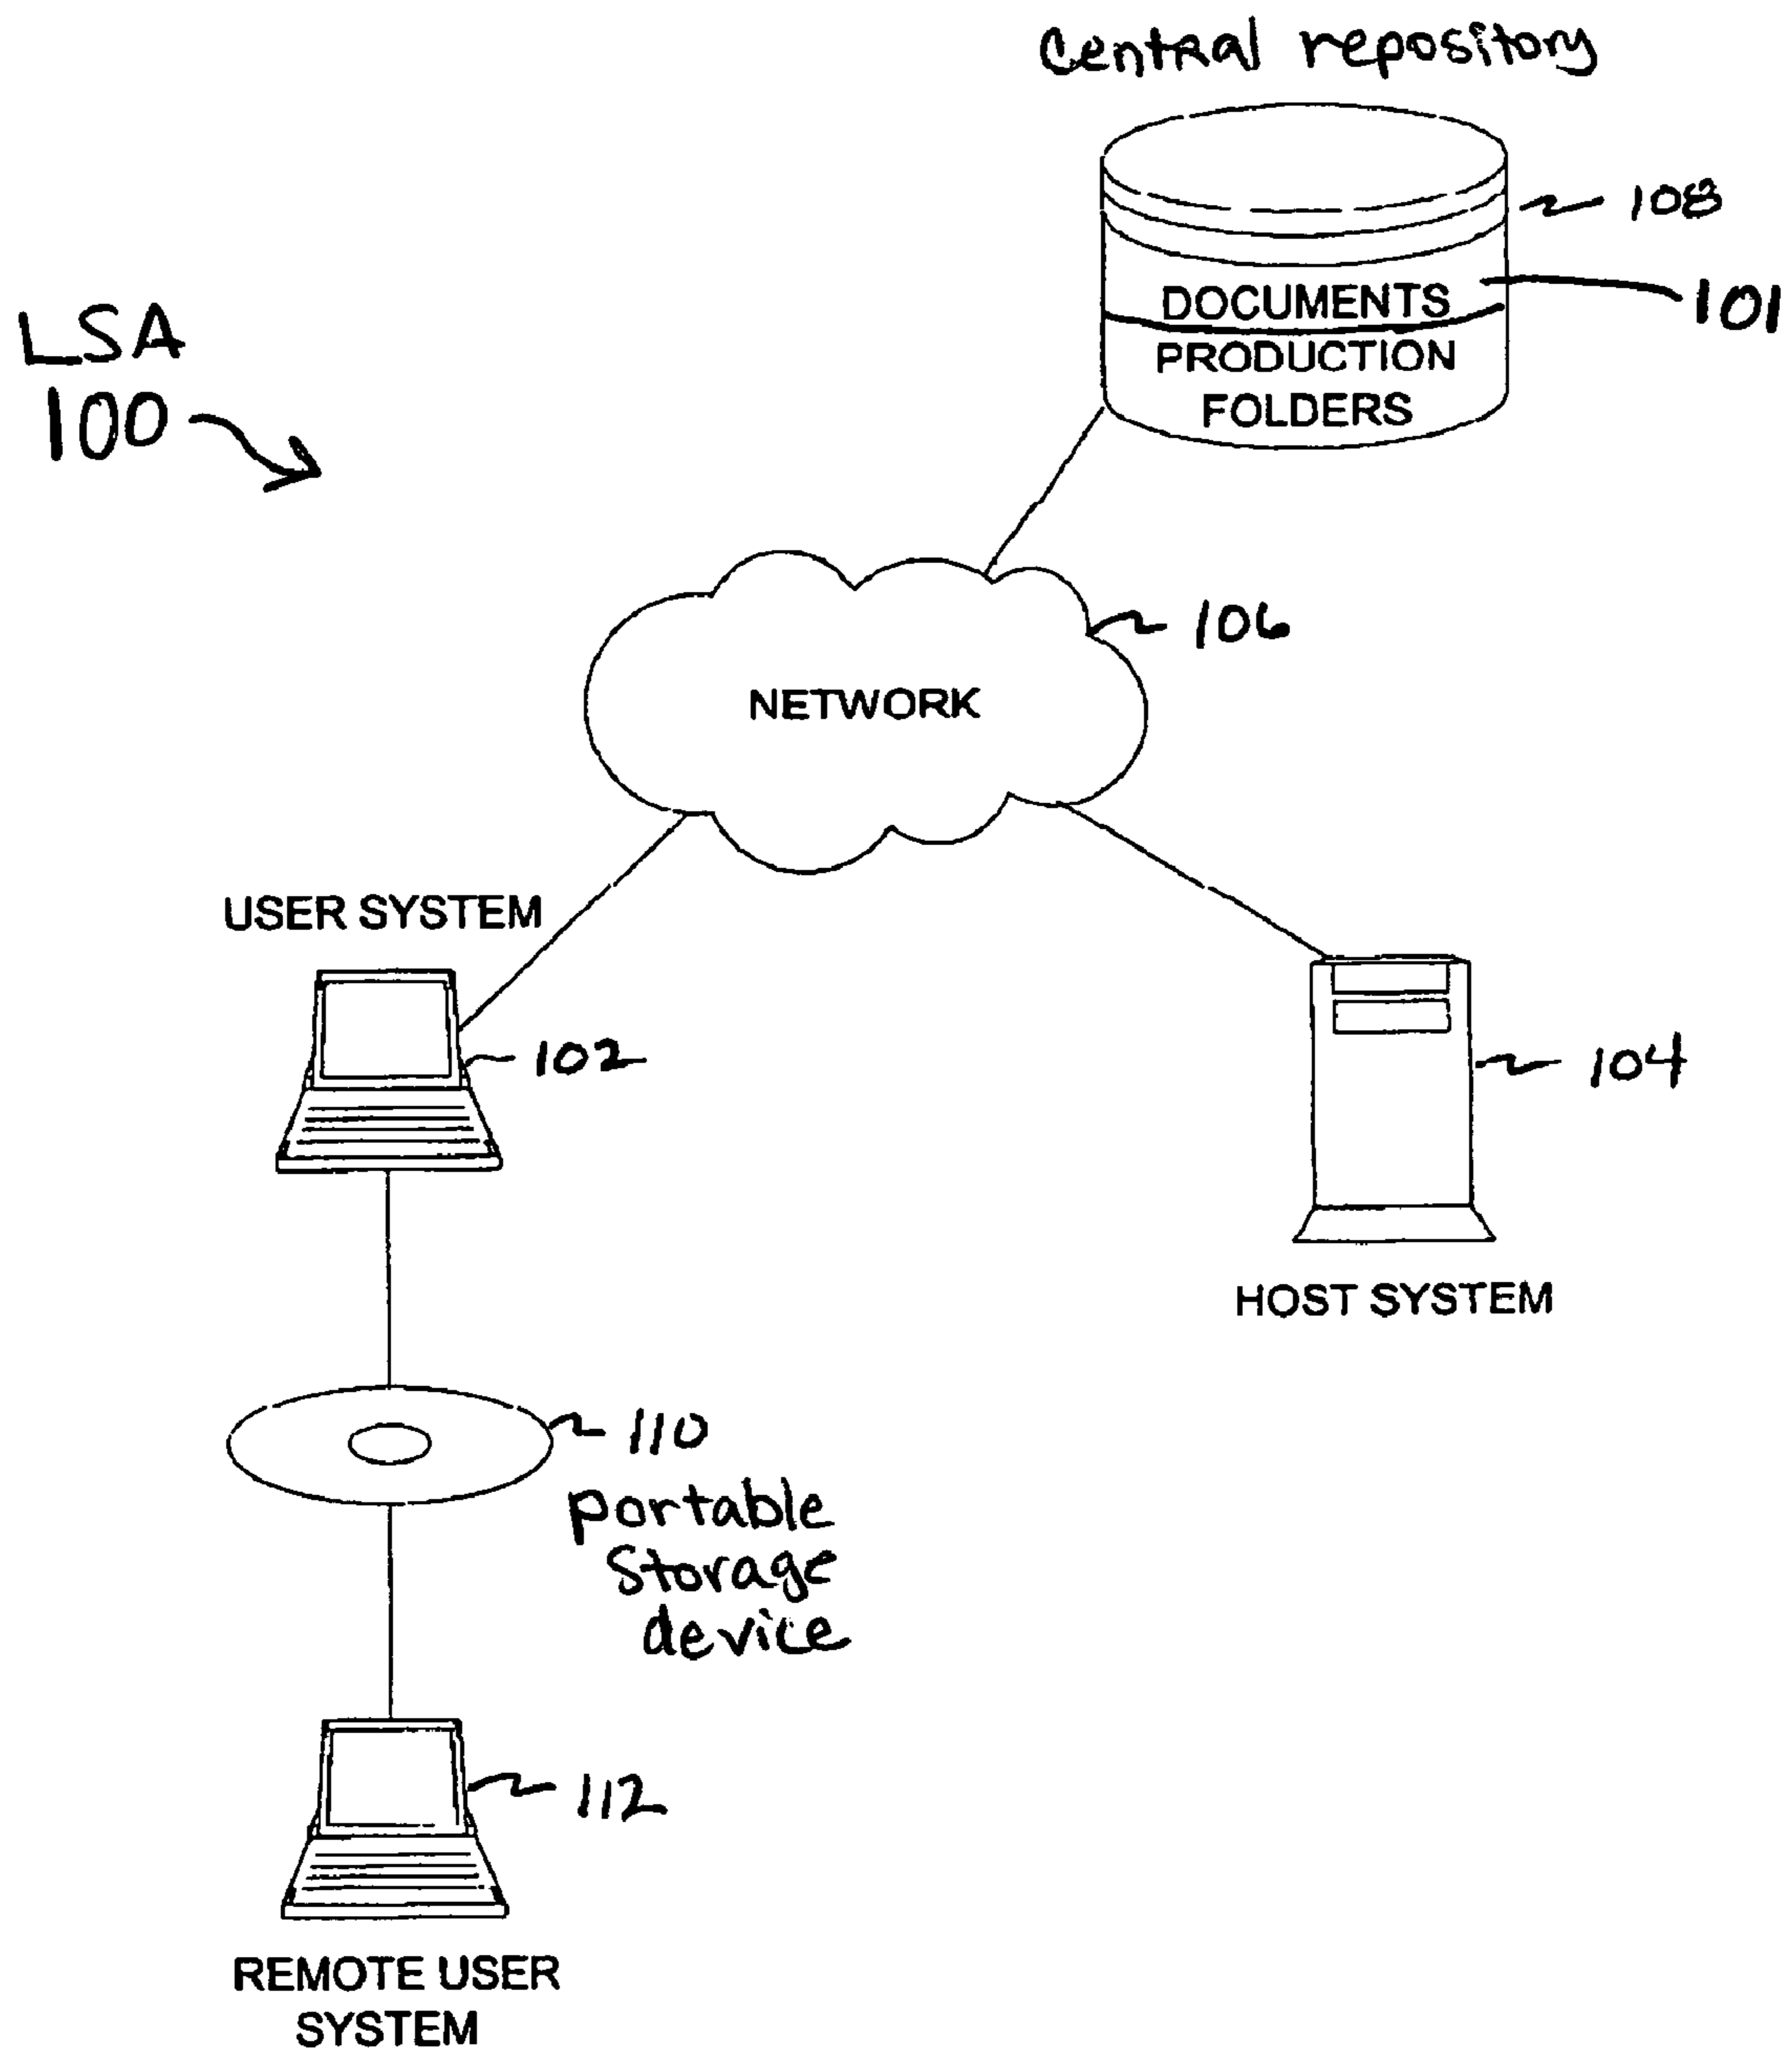 Central repository
108
DOCUMENTS
101
PRODUCTION
FOLDERS
LSA
100
106
NETWORK
USER SYSTEM
102
104
HOST SYSTEM
110
portable
storage
device
112
REMOTE USER
SYSTEM